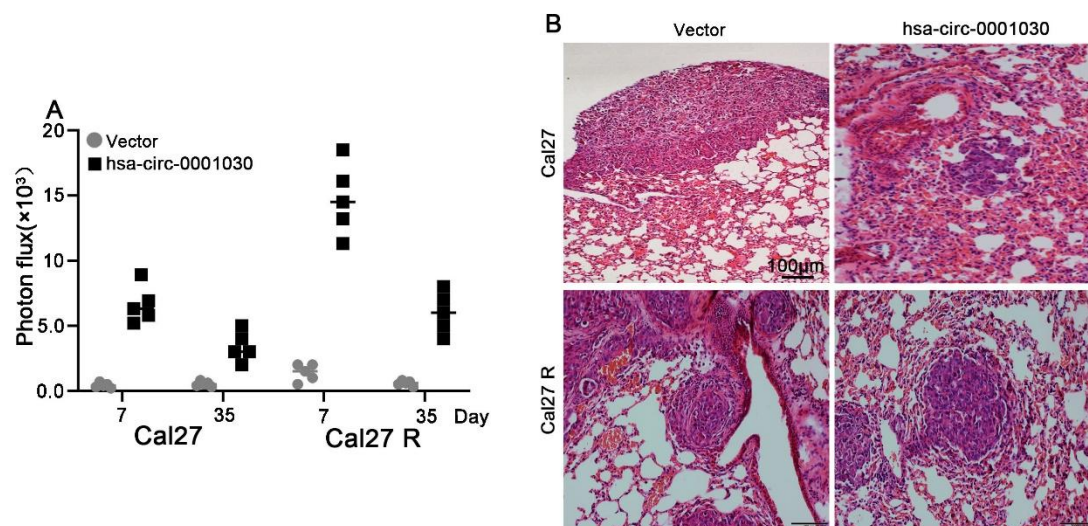 A
Vector
hsa-circ-0001030
Photon flux(×10³)
20
15
10
5.0
0.0
7 35 7 35 Day
Cal27 Cal27 R
B
Vector hsa-circ-0001030
Cal27
100μm
Cal27 R